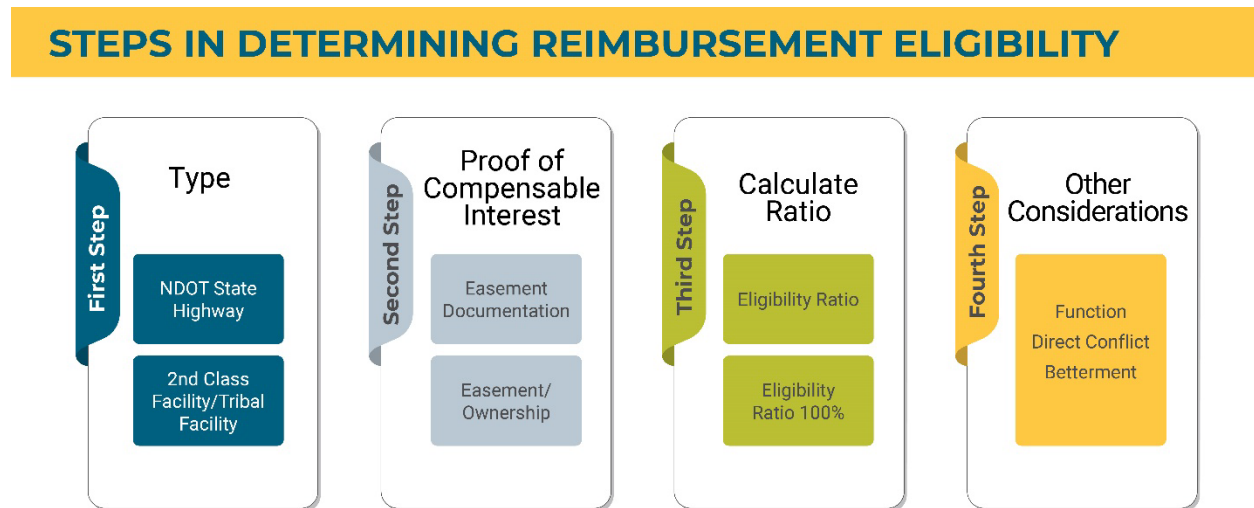 STEPS IN DETERMINING REIMBURSEMENT ELIGIBILITY
First Step
Type
NDOT State
Highway
2nd Class
Facility/Tribal
Facility
Second Step
Proof of
Compensable
Interest
Easement
Documentation
Easement/
Ownership
Third Step
Calculate
Ratio
Eligibility Ratio
Eligibility
Ratio 100%
Fourth Step
Other
Considerations
Function
Direct Conflict
Betterment